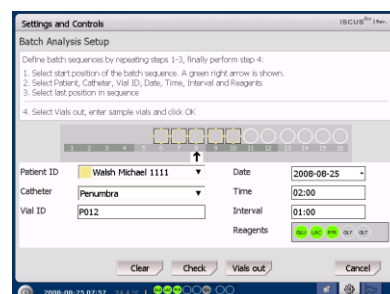 Settings and Controls
ISCUS
Batch Analysis Setup
Define batch sequences by repeating steps 1-3, finally perform step 4:
1. Select start position of the batch sequence. A green right arrow is shown.
2. Select Patient, Catheter, Vial ID, Date, Time, Interval and Reagents
3. Select last position in sequence
4. Select Vials out, enter sample vials and click OK
1 2 3 4 5 6 7 8 9 10 11 12 13 14 15 16
Patient ID Walsh Michael 1111 Date 2008-08-25
Catheter Penumbra Time 02:00
Vial ID P012 Interval 01:00
Reagents GLU LAC PYR GLY GLT
Clear Check Vials out Cancel
2008-08-25 07:57